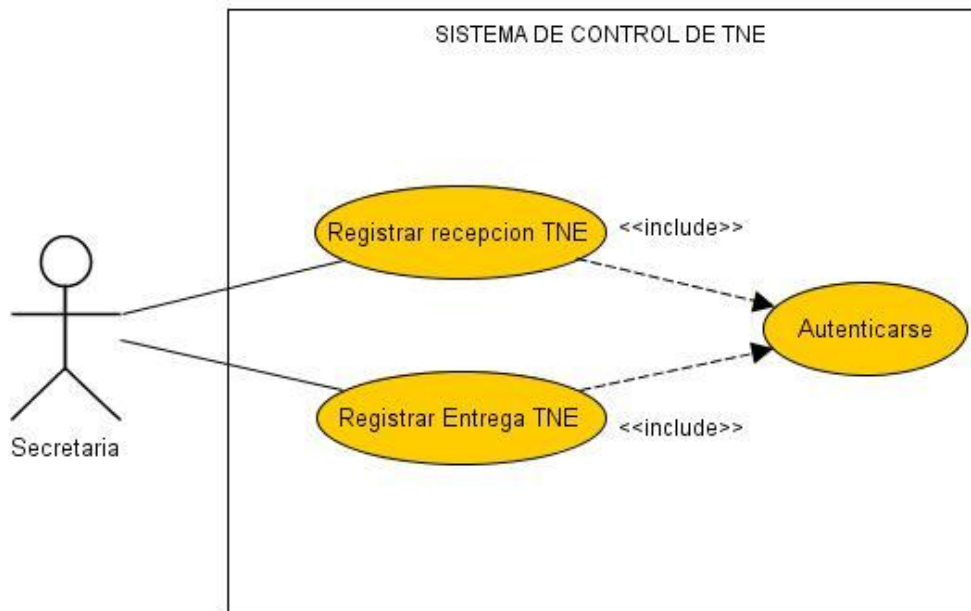 SISTEMA DE CONTROL DE TNE
Registrar recepcion TNE
<<include>>
Autenticarse
Registrar Entrega TNE
<<include>>
Secretaria